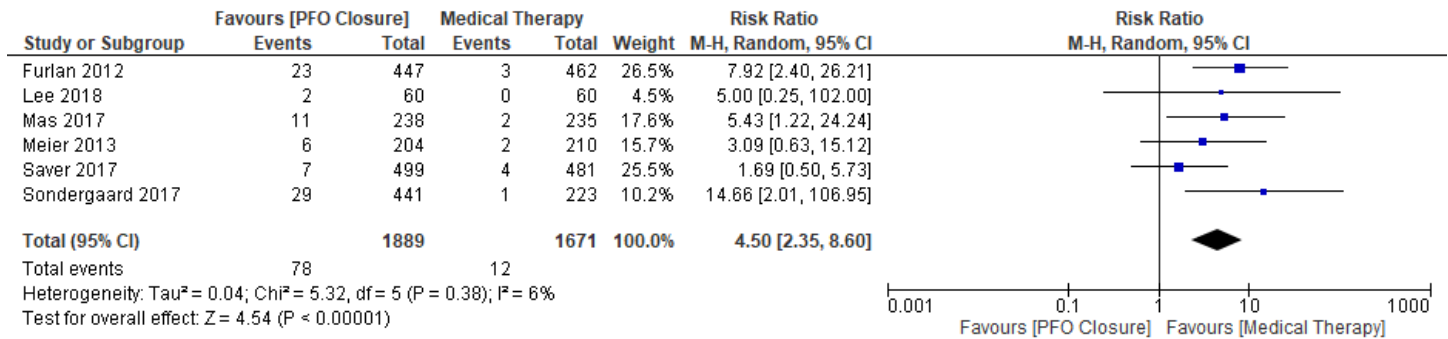 Favours [PFO Closure] Medical Therapy Risk Ratio Risk Ratio
Study or Subgroup Events Total Events Total Weight M-H, Random, 95% CI M-H, Random, 95% CI
Furlan 2012 23 447 3 462 26.5% 7.92 [2.40, 26.21]
Lee 2018 2 60 0 60 4.5% 5.00 [0.25, 102.00]
Mas 2017 11 238 2 235 17.6% 5.43 [1.22, 24.24]
Meier 2013 6 204 2 210 15.7% 3.09 [0.63, 15.12]
Saver 2017 7 499 4 481 25.5% 1.69 [0.50, 5.73]
Sondergaard 2017 29 441 1 223 10.2% 14.66 [2.01, 106.95]
Total (95% CI) 1889 1671 100.0% 4.50 [2.35, 8.60]
Total events 78 12
Heterogeneity: Tau² = 0.04; Chi² = 5.32, df = 5 (P = 0.38); I² = 6%
Test for overall effect: Z = 4.54 (P < 0.00001)
0.001 0.1 1 10 1000
Favours [PFO Closure] Favours [Medical Therapy]